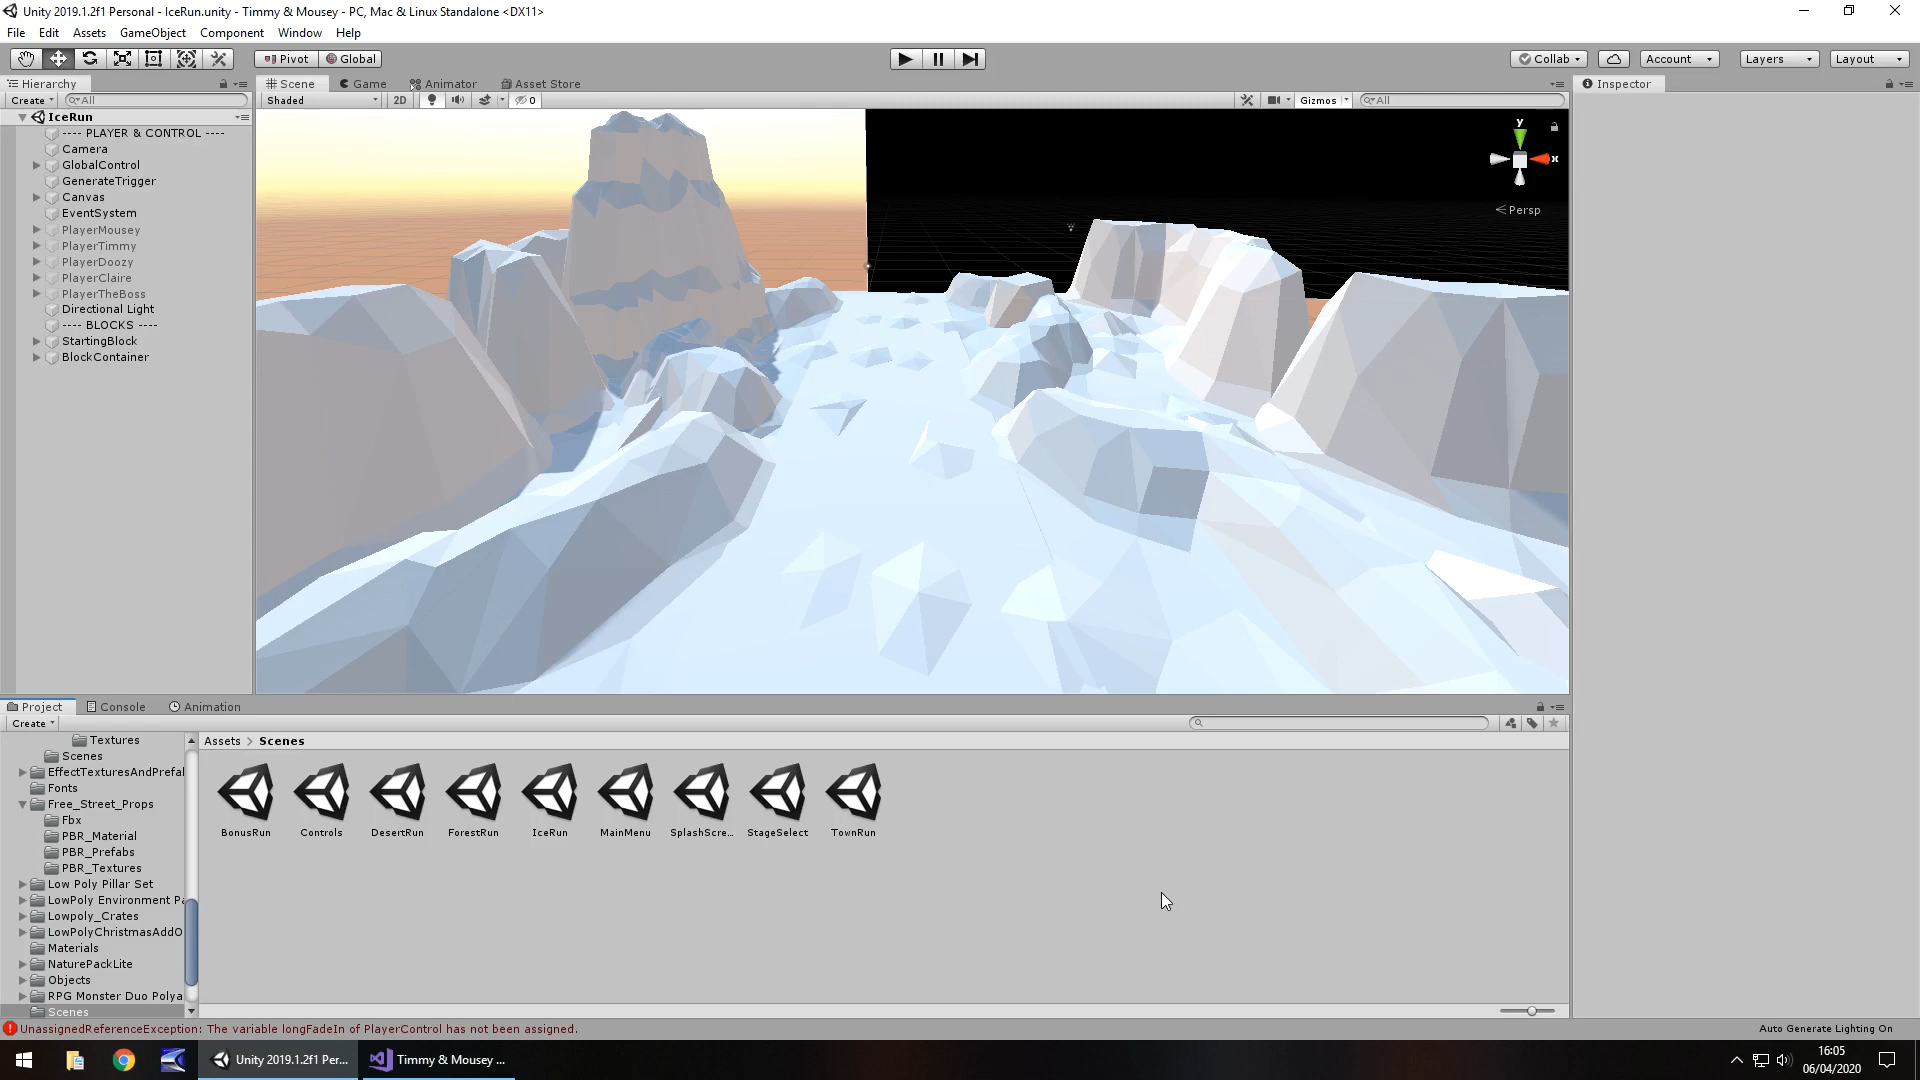 Unity 2019.1.2f1 Personal - IceRun.unity - Timmy & Mousey - PC, Mac & Linux Standalone <DX11>
File Edit Assets GameObject Component Window Help
Pivot Global Collab Account Layers Layout
Hierarchy Scene Game Animator Asset Store Inspector
Create All Shaded 2D 0 Gizmos All
IceRun
---- PLAYER & CONTROL ----
Camera
GlobalControl
GenerateTrigger
Canvas
EventSystem
PlayerMousey
PlayerTimmy
PlayerDoozy
PlayerClaire
PlayerTheBoss
Directional Light
---- BLOCKS ----
StartingBlock
BlockContainer
y
x
Persp
Project Console Animation
Create
Textures
Scenes
EffectTexturesAndPrefal
Fonts
Free_Street_Props
Fbx
PBR_Material
PBR_Prefabs
PBR_Textures
Low Poly Pillar Set
LowPoly Environment Pa
Lowpoly_Crates
LowPolyChristmasAddO
Materials
NaturePackLite
Objects
RPG Monster Duo Polya
Scenes
Assets > Scenes
BonusRun Controls DesertRun ForestRun IceRun MainMenu SplashScre... StageSelect TownRun
UnassignedReferenceException: The variable longFadeIn of PlayerControl has not been assigned.
Auto Generate Lighting On
Unity 2019.1.2f1 Per... Timmy & Mousey ...
16:05
06/04/2020